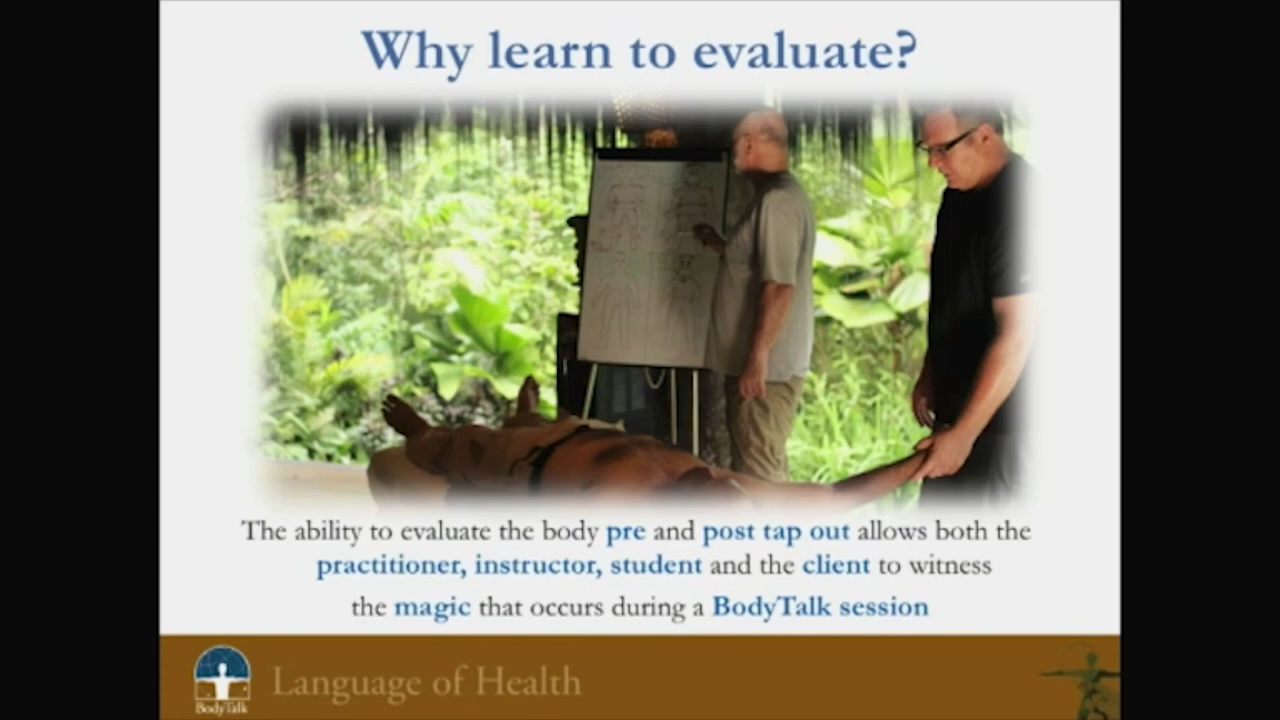 Why learn to evaluate?
The ability to evaluate the body pre and post tap out allows both the
practitioner, instructor, student and the client to witness
the magic that occurs during a BodyTalk session
BodyTalk
Language of Health